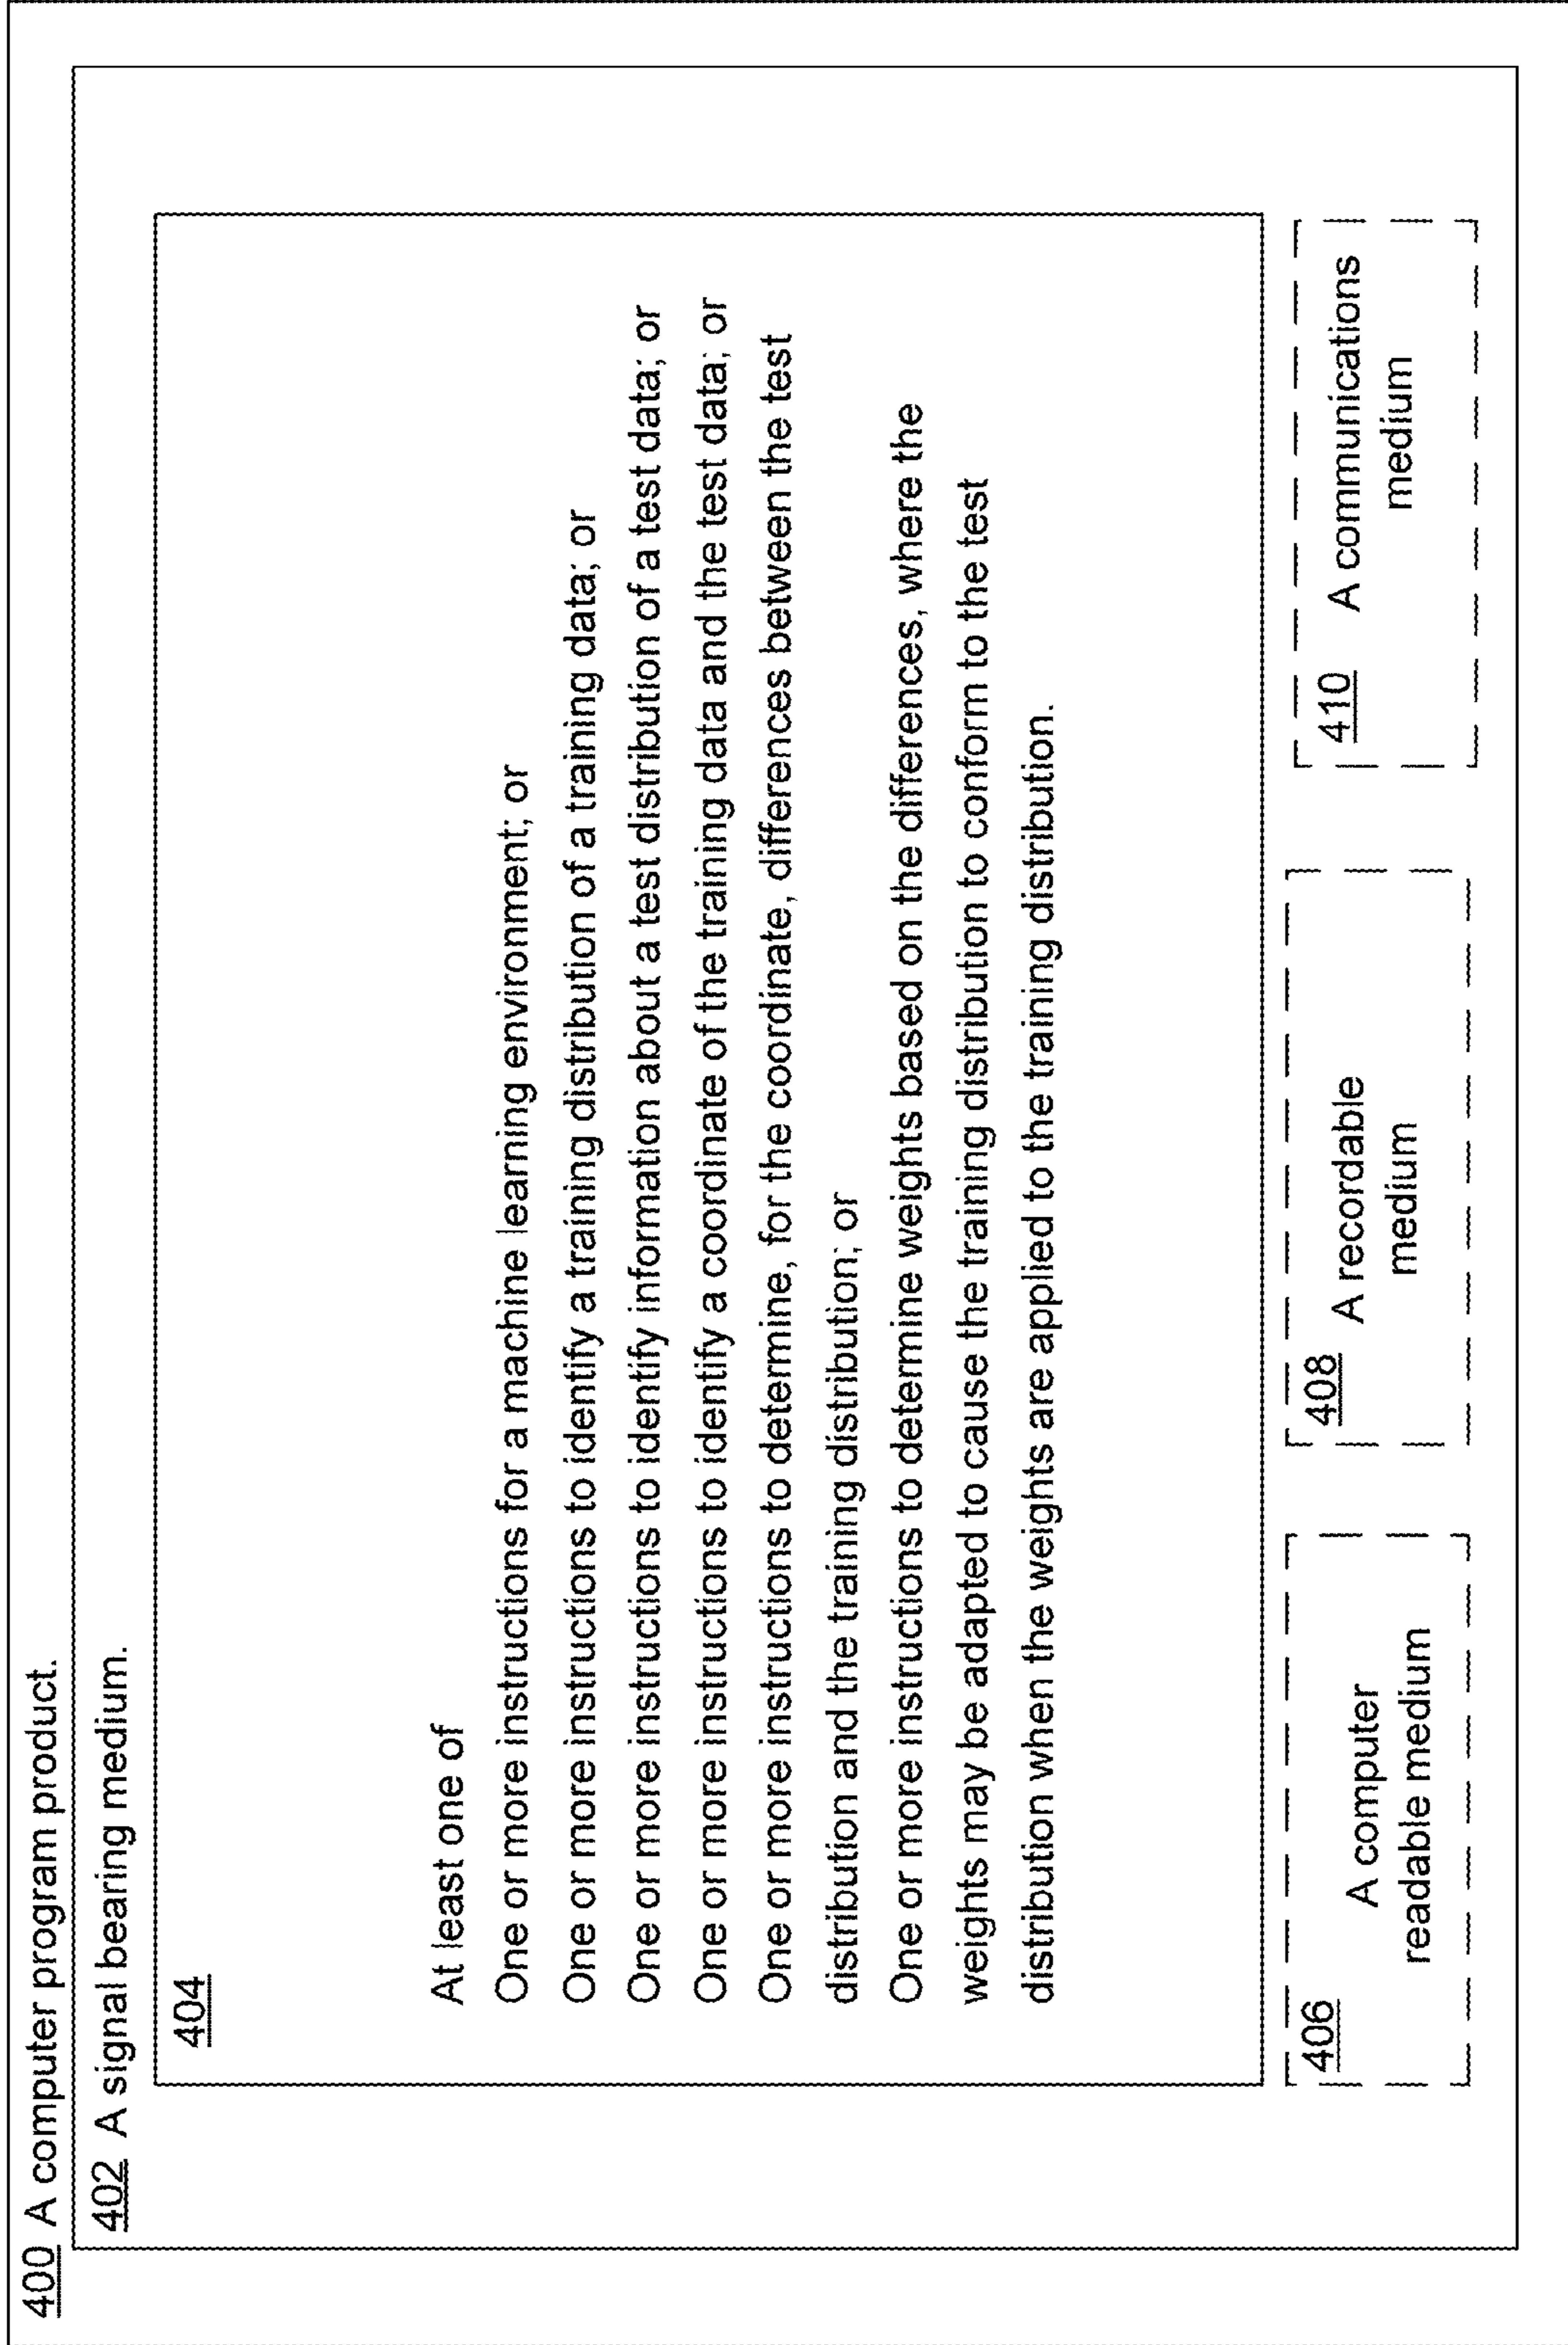 400 A computer program product.
402 A signal bearing medium.
404
At least one of
One or more instructions for a machine learning environment; or
One or more instructions to identify a training distribution of a training data; or
One or more instructions to identify information about a test distribution of a test data; or
One or more instructions to identify a coordinate of the training data and the test data; or
One or more instructions to determine, for the coordinate, differences between the test
distribution and the training distribution; or
One or more instructions to determine weights based on the differences, where the
weights may be adapted to cause the training distribution to conform to the test
distribution when the weights are applied to the training distribution.
406
A computer
readable medium
408
A recordable
medium
410
A communications
medium